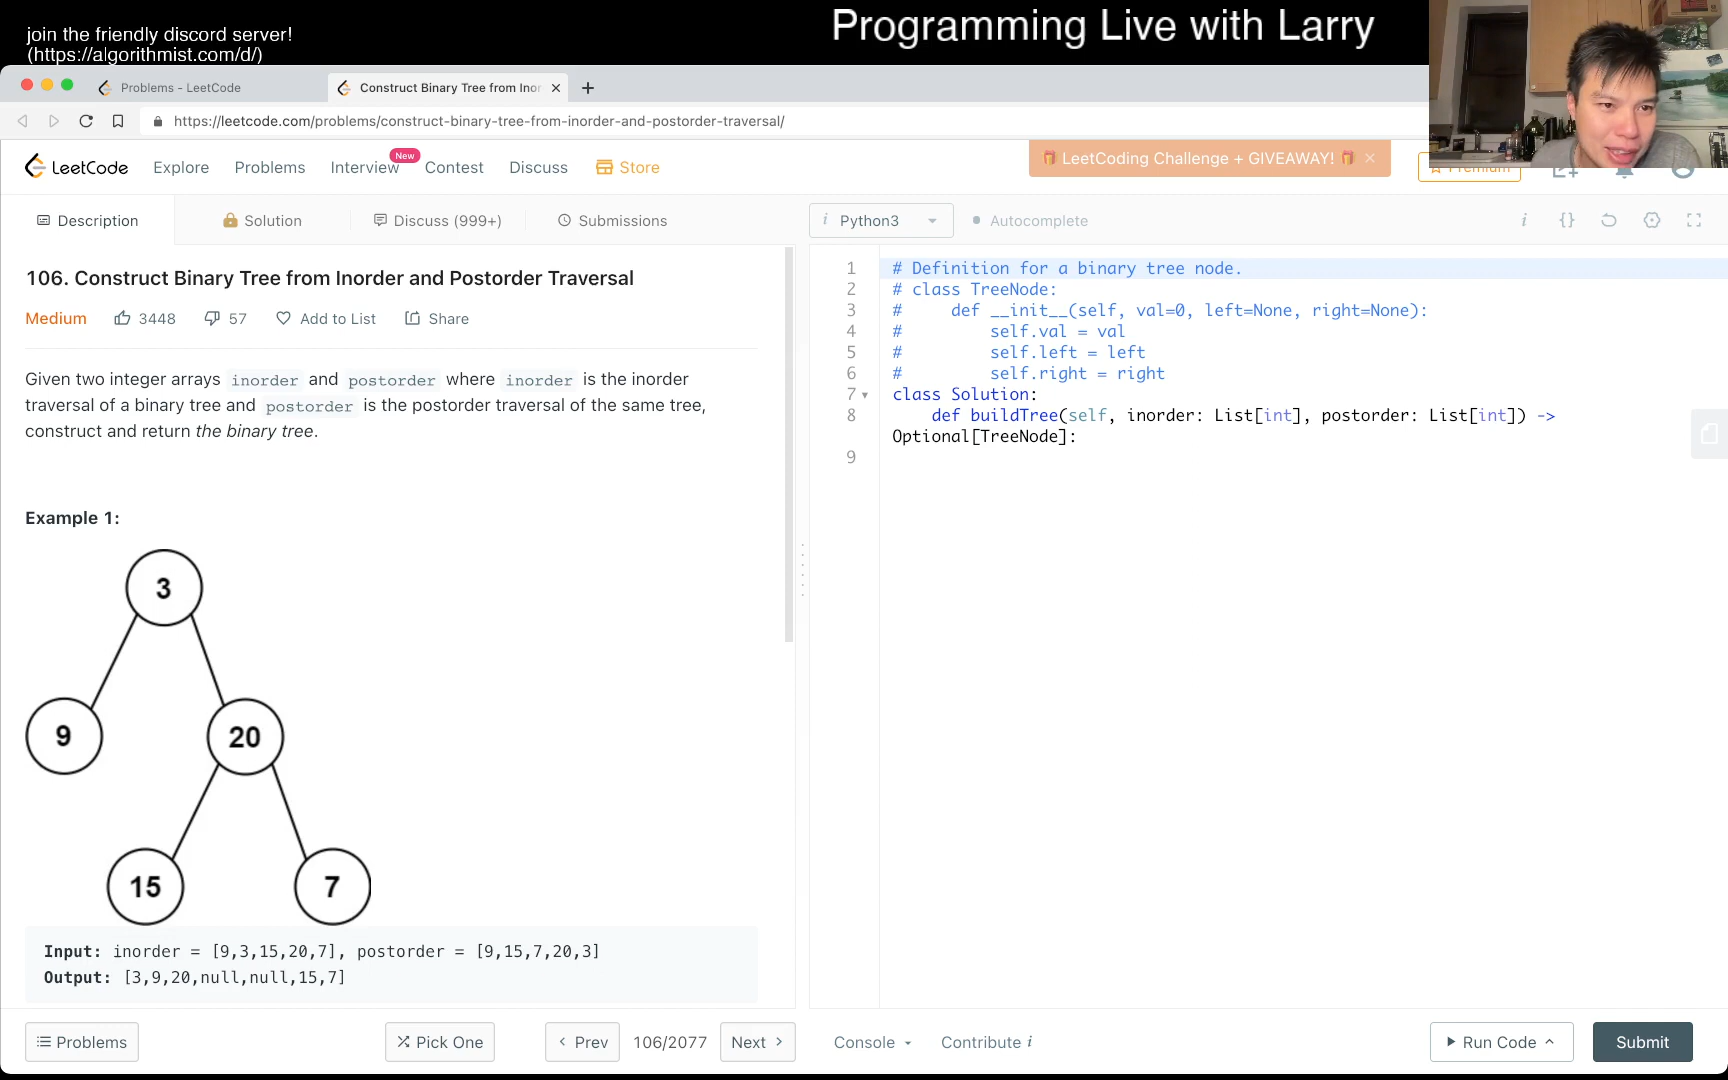 join the friendly discord server!
(https://algorithmist.com/d/)
Programming Live with Larry
Problems - LeetCode
Construct Binary Tree from Inor
https://leetcode.com/problems/construct-binary-tree-from-inorder-and-postorder-traversal/
LeetCode
Explore
Problems
Interview
New
Contest
Discuss
Store
LeetCoding Challenge + GIVEAWAY!
Premium
Description
Solution
Discuss (999+)
Submissions
i Python3
Autocomplete
106. Construct Binary Tree from Inorder and Postorder Traversal
Medium
3448
57
Add to List
Share
Given two integer arrays inorder and postorder where inorder is the inorder
traversal of a binary tree and postorder is the postorder traversal of the same tree,
construct and return the binary tree.
Example 1:
3
9
20
15
7
Input: inorder = [9,3,15,20,7], postorder = [9,15,7,20,3]
Output: [3,9,20,null,null,15,7]
1 # Definition for a binary tree node.
2 # class TreeNode:
3 #     def __init__(self, val=0, left=None, right=None):
4 #         self.val = val
5 #         self.left = left
6 #         self.right = right
7 class Solution:
8     def buildTree(self, inorder: List[int], postorder: List[int]) ->
Optional[TreeNode]:
9
Problems
Pick One
Prev
106/2077
Next
Console
Contribute i
Run Code
Submit